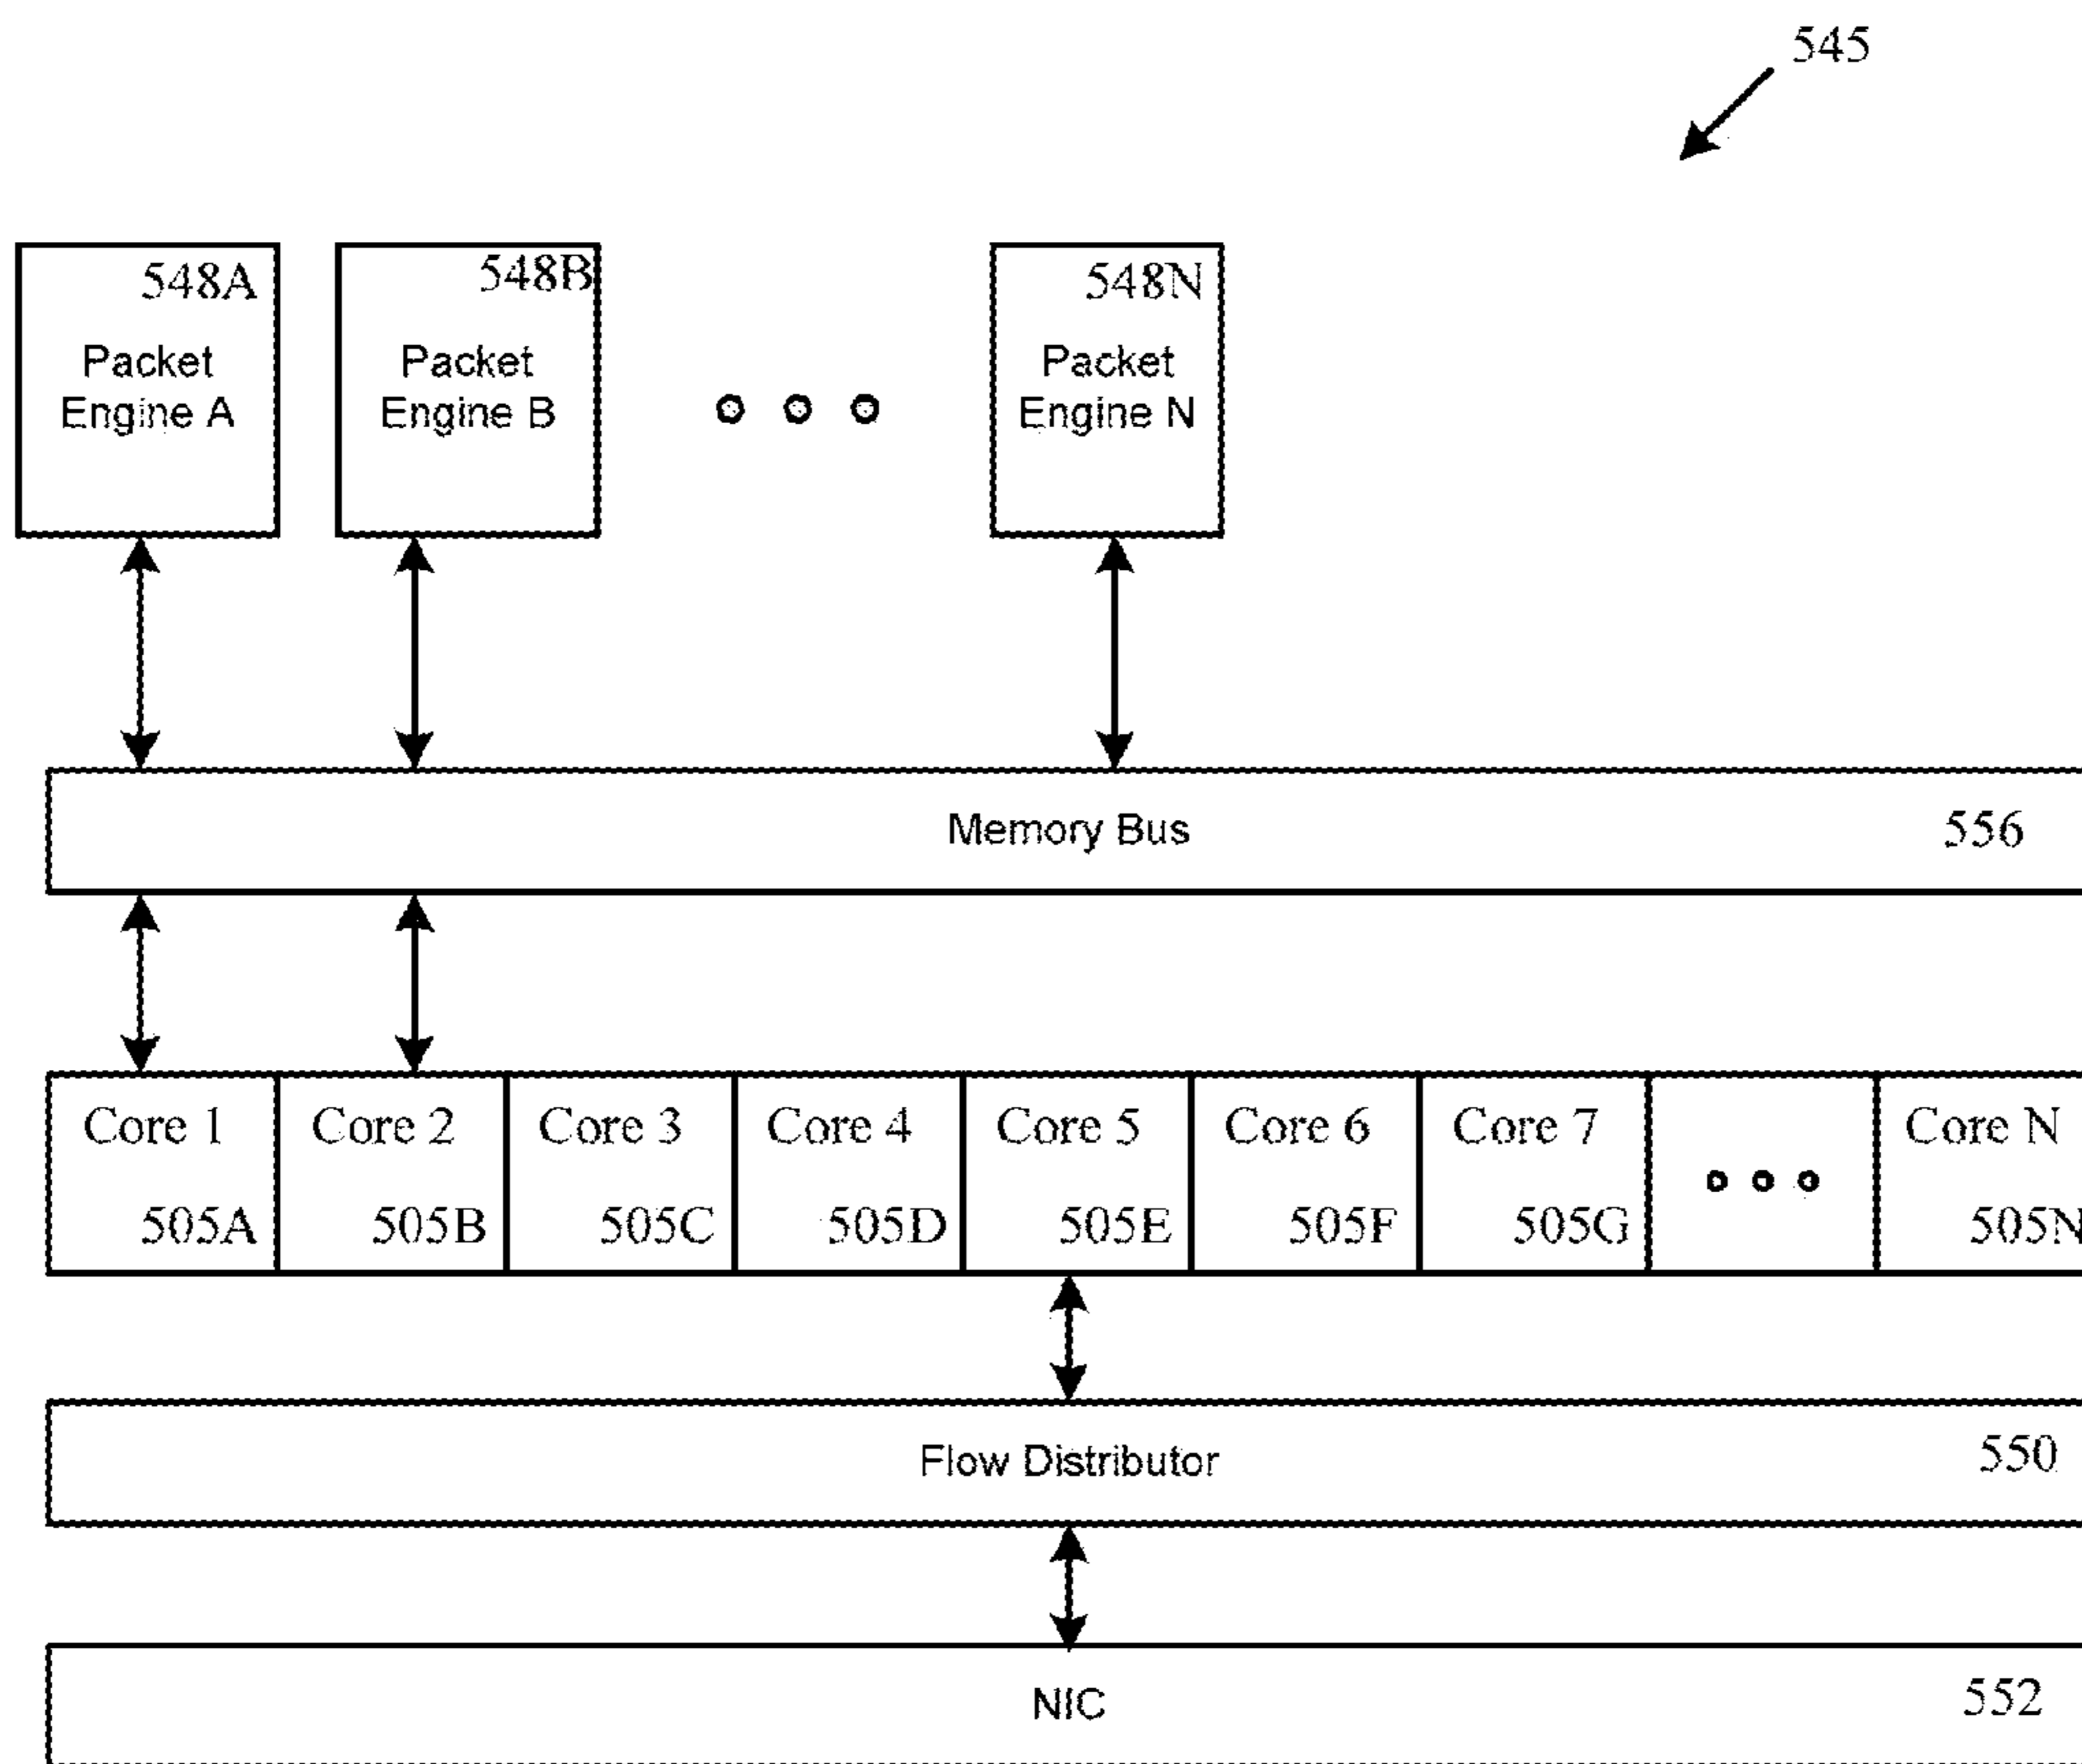 545
548A
Packet
Engine A
548B
Packet
Engine B
548N
Packet
Engine N
Memory Bus
556
Core 1
505A
Core 2
505B
Core 3
505C
Core 4
505D
Core 5
505E
Core 6
505F
Core 7
505G
Core N
505N
Flow Distributor
550
NIC
552